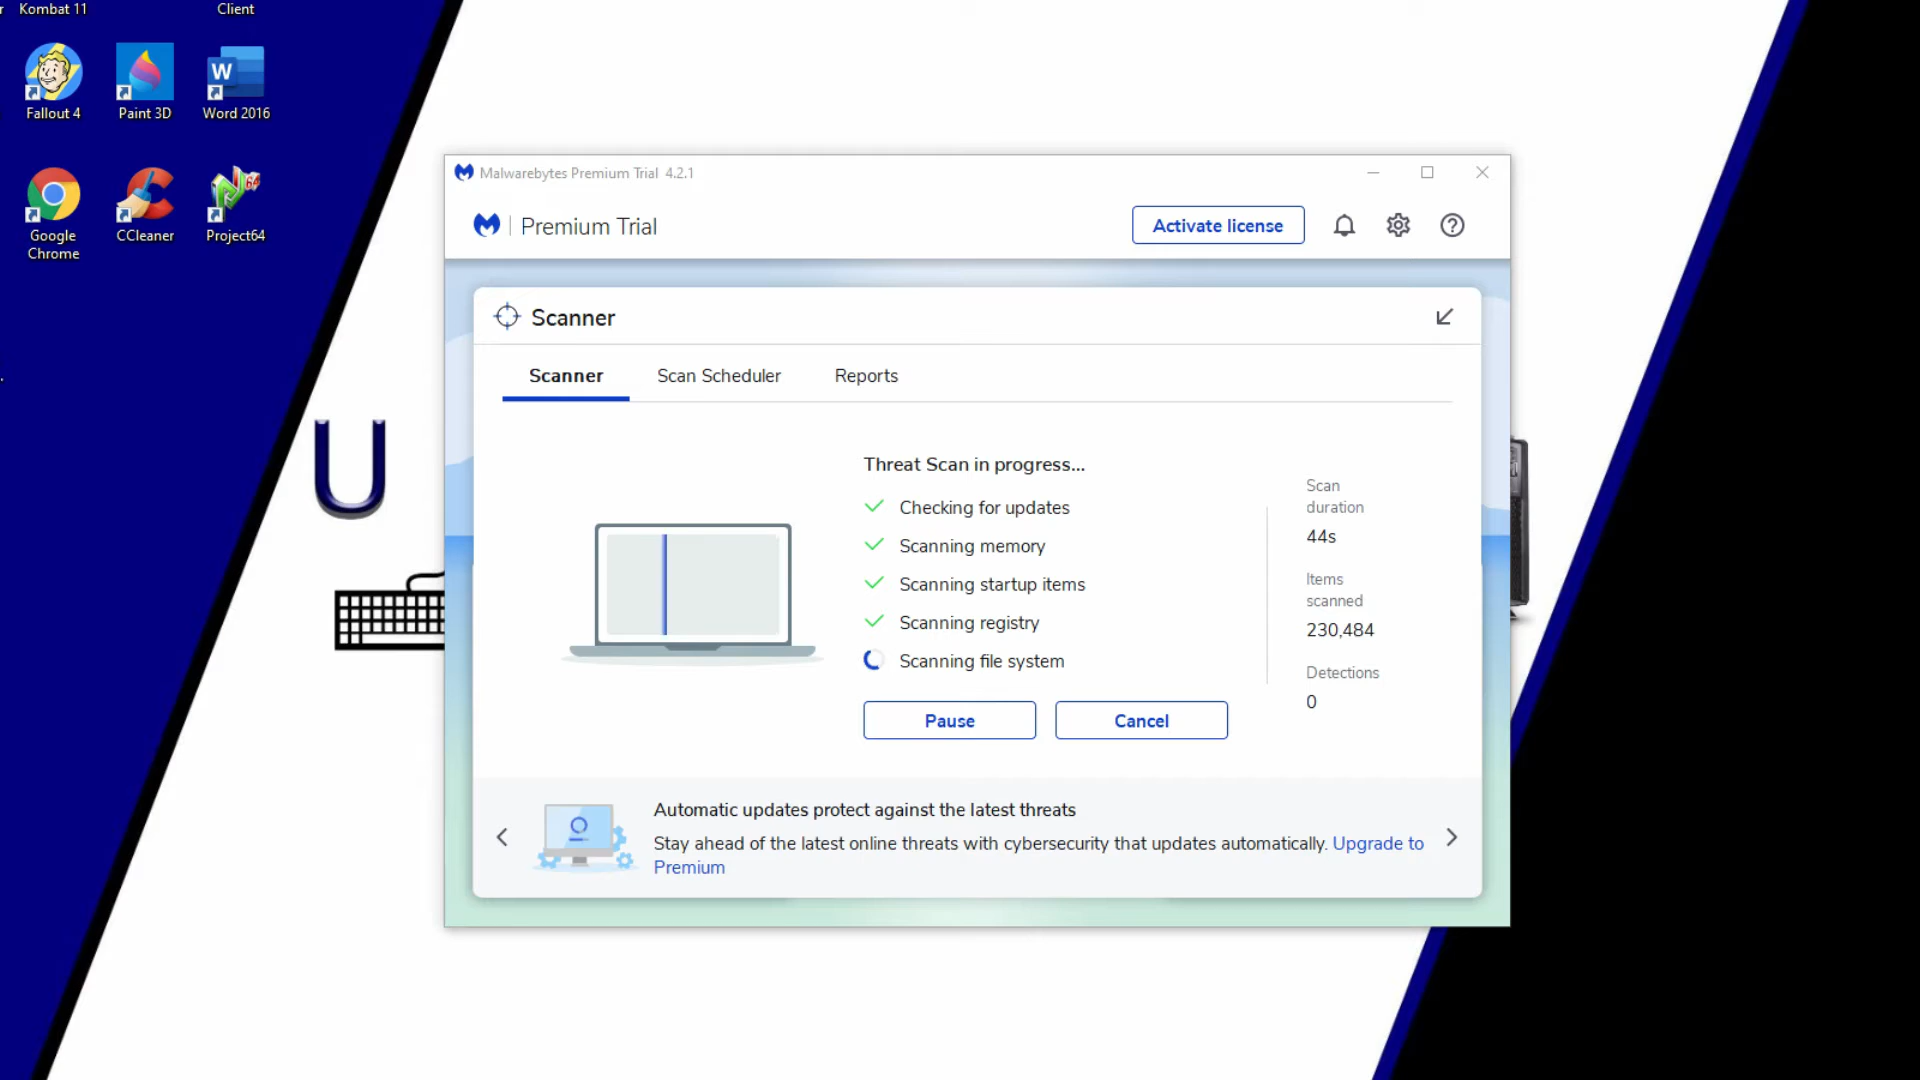 Kombat 11
Client
Fallout 4
Paint 3D
Word 2016
Google
Chrome
CCleaner
Project64
U
Malwarebytes Premium Trial 4.2.1
Premium Trial
Activate license
Scanner
Scanner
Scan Scheduler
Reports
Threat Scan in progress...
Checking for updates
Scanning memory
Scanning startup items
Scanning registry
Scanning file system
Pause
Cancel
Scan
duration
44s
Items
scanned
230,484
Detections
0
Automatic updates protect against the latest threats
Stay ahead of the latest online threats with cybersecurity that updates automatically. Upgrade to
Premium